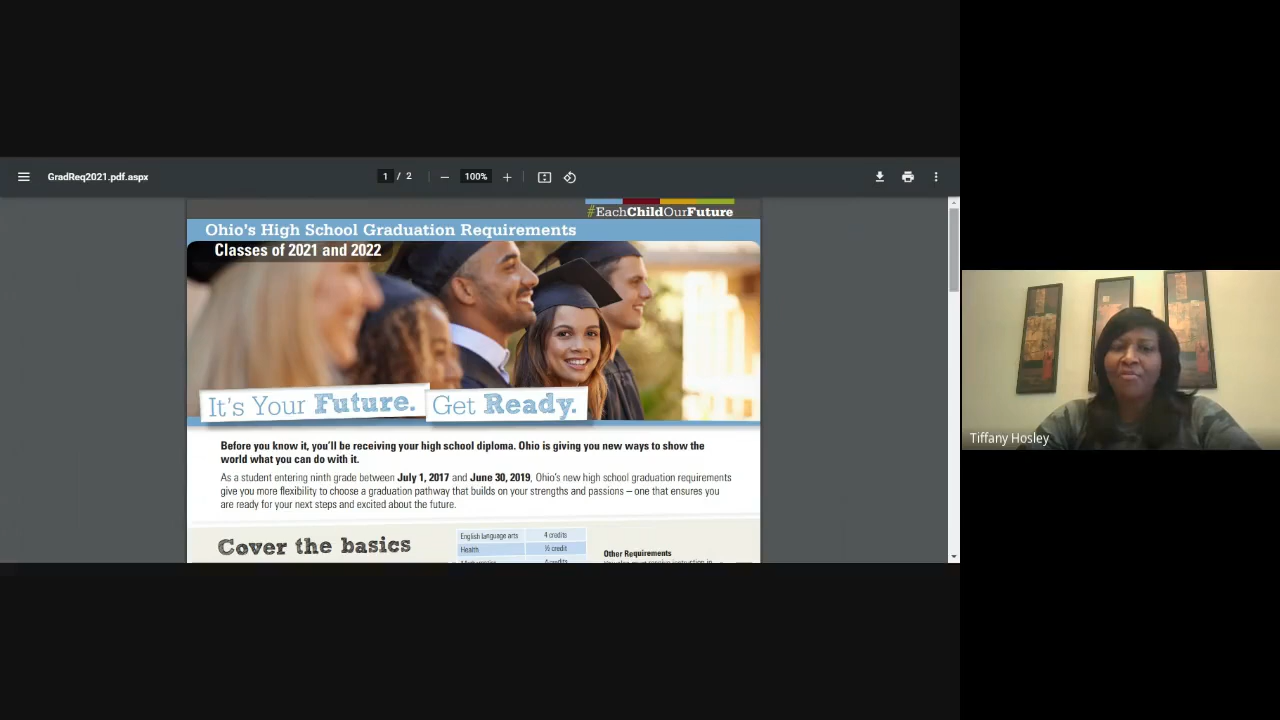 GradReq2021.pdf.aspx
1 / 2
100%
#EachChildOurFuture
Ohio's High School Graduation Requirements
Classes of 2021 and 2022
It's Your Future. Get Ready.
Before you know it, you'll be receiving your high school diploma. Ohio is giving you new ways to show the
world what you can do with it.
As a student entering ninth grade between July 1, 2017 and June 30, 2019, Ohio's new high school graduation requirements
give you more flexibility to choose a graduation pathway that builds on your strengths and passions – one that ensures you
are ready for your next steps and excited about the future.
Cover the basics
English language arts 4 credits
Health ½ credit
Other Requirements
Tiffany Hosley